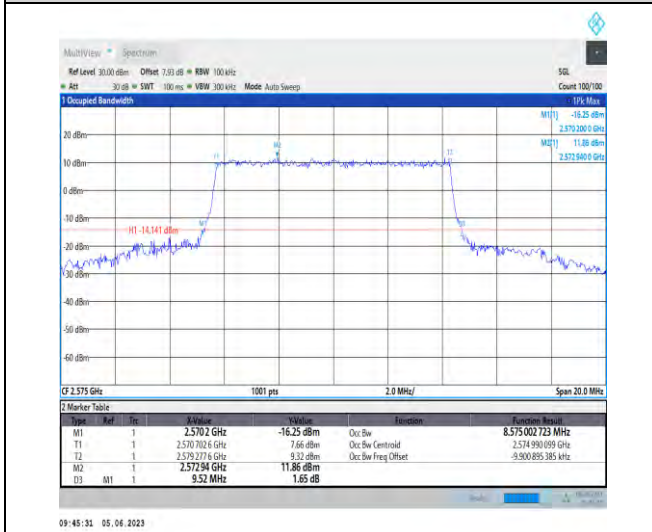 MultiView Spectrum
Ref Level 30.00 dBm Offset 7.93 dB RBW 100 kHz SGL
Att 30 dB SWT 100 ms VBW 300 kHz Mode Auto Sweep Count 100/100
1 Occupied Bandwidth 1Pk Max
M1[1] -16.25 dBm
2.570 200 0 GHz
M2[1] 11.86 dBm
2.572 940 0 GHz
20 dBm
10 dBm
0 dBm
-10 dBm
-20 dBm
-30 dBm
-40 dBm
-50 dBm
-60 dBm
T1
M2
T2
M1
H1 -14.141 dBm
CF 2.575 GHz 1001 pts 2.0 MHz/ Span 20.0 MHz
2 Marker Table
Type Ref Trc X-Value Y-Value Function Function Result
M1 1 2.5702 GHz -16.25 dBm Occ Bw 8.575 002 723 MHz
T1 1 2.570 702 6 GHz 7.66 dBm Occ Bw Centroid 2.574 990 099 GHz
T2 1 2.579 277 6 GHz 9.32 dBm Occ Bw Freq Offset -9.900 895 385 kHz
M2 1 2.57294 GHz 11.86 dBm
D3 M1 1 9.52 MHz 1.65 dB
09:45:31 05.06.2023